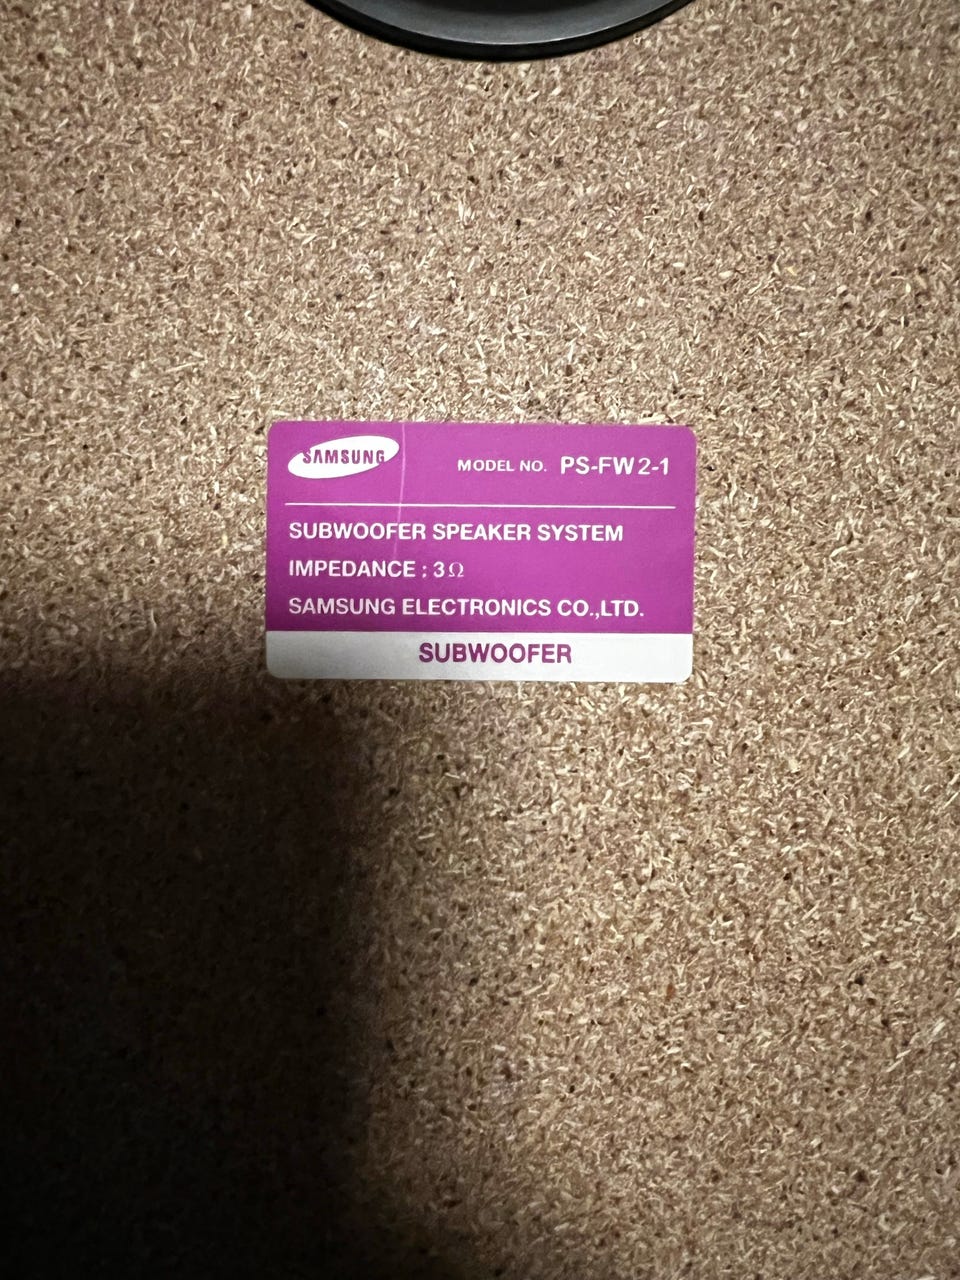 SAMSUNG
MODEL NO. PS-FW2-1
SUBWOOFER SPEAKER SYSTEM
IMPEDANCE : 3Ω
SAMSUNG ELECTRONICS CO.,LTD.
SUBWOOFER